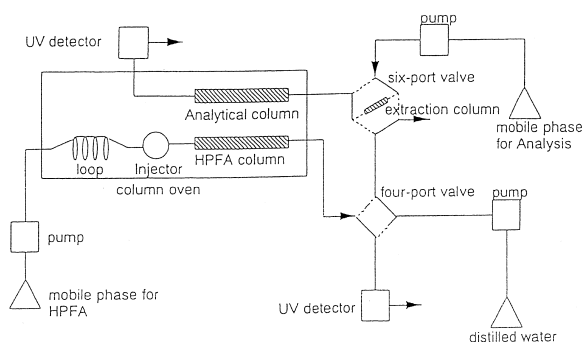 pump
UV detector
six-port valve
extraction column
Analytical column
mobile phase
for Analysis
HPFA column
loop
Injector
column oven
four-port valve
pump
pump
mobile phase for
HPFA
UV detector
distilled water